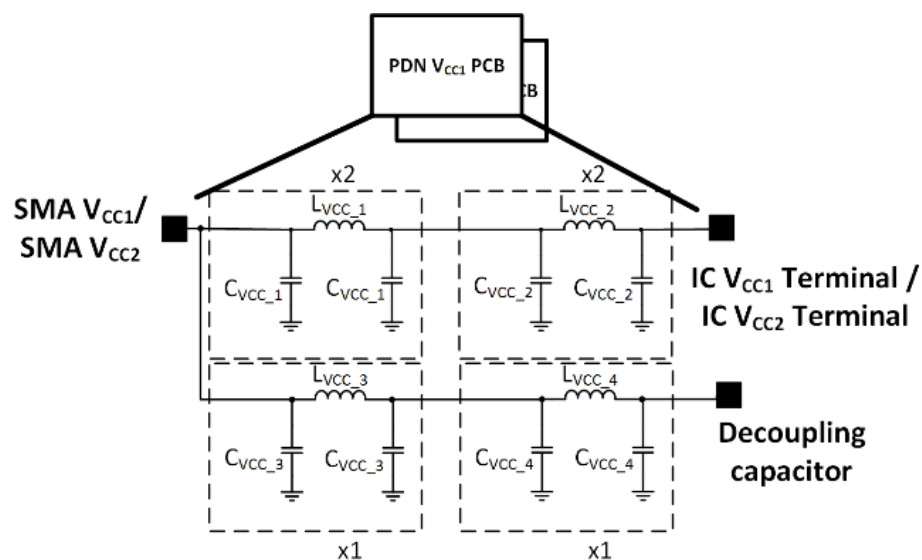 PDN VCC1 PCB
CB
x2
x2
SMA VCC1/
SMA VCC2
LVCC_1
LVCC_2
CVCC_1
CVCC_1
CVCC_2
CVCC_2
IC VCC1 Terminal /
IC VCC2 Terminal
LVCC_3
LVCC_4
CVCC_3
CVCC_3
CVCC_4
CVCC_4
Decoupling
capacitor
x1
x1